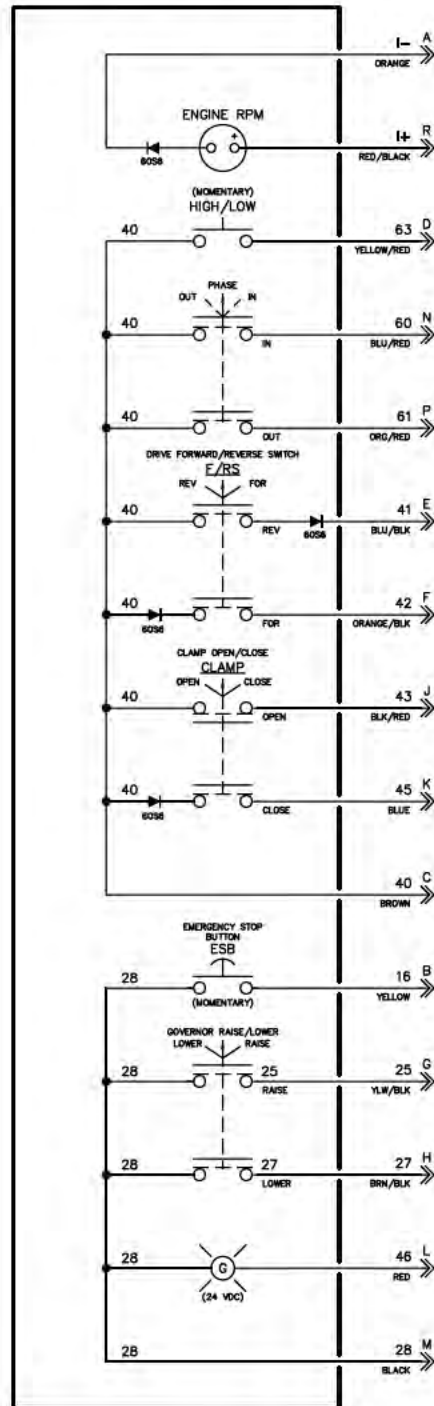 I- A
ORANGE
ENGINE RPM
+
I+ R
60S6
RED/BLACK
(MOMENTARY)
HIGH/LOW
40 63 D
YELLOW/RED
PHASE
OUT IN
40 60 N
IN BLU/RED
40 61 P
OUT ORG/RED
DRIVE FORWARD/REVERSE SWITCH
F/RS
REV FOR
40 41 E
REV 60S6 BLU/BLK
40 42 F
60S6 FOR ORANGE/BLK
CLAMP OPEN/CLOSE
CLAMP
OPEN CLOSE
40 43 J
OPEN BLK/RED
40 45 K
60S6 CLOSE BLUE
40 C
BROWN
EMERGENCY STOP
BUTTON
ESB
28 16 B
(MOMENTARY) YELLOW
GOVERNOR RAISE/LOWER
LOWER RAISE
28 25 25 G
RAISE YLW/BLK
28 27 27 H
LOWER BRN/BLK
28 46 L
G RED
(24 VDC)
28 28 M
BLACK